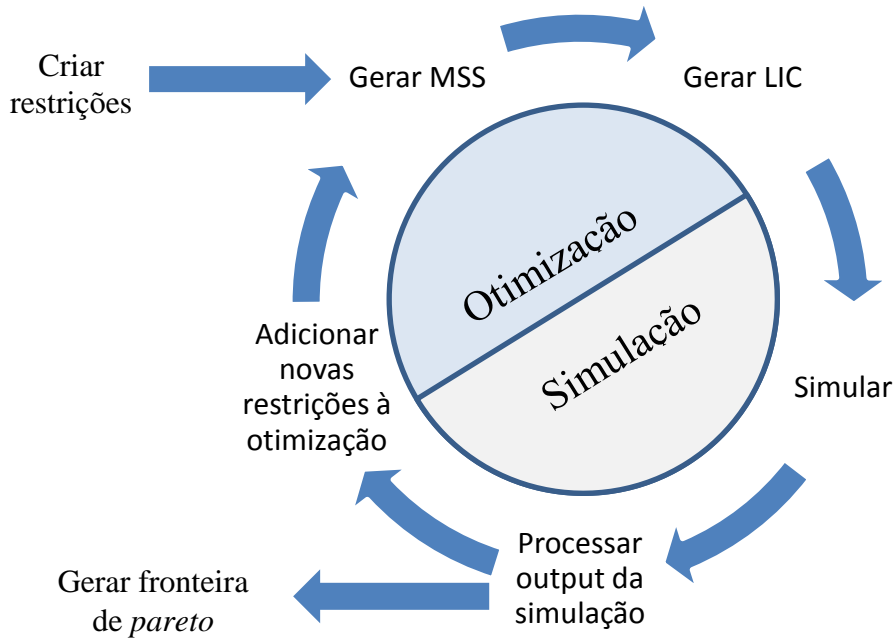 Criar
restrições
Gerar MSS
Gerar LIC
Otimização
Simulação
Simular
Adicionar
novas
restrições à
otimização
Processar
output da
simulação
Gerar fronteira
de pareto